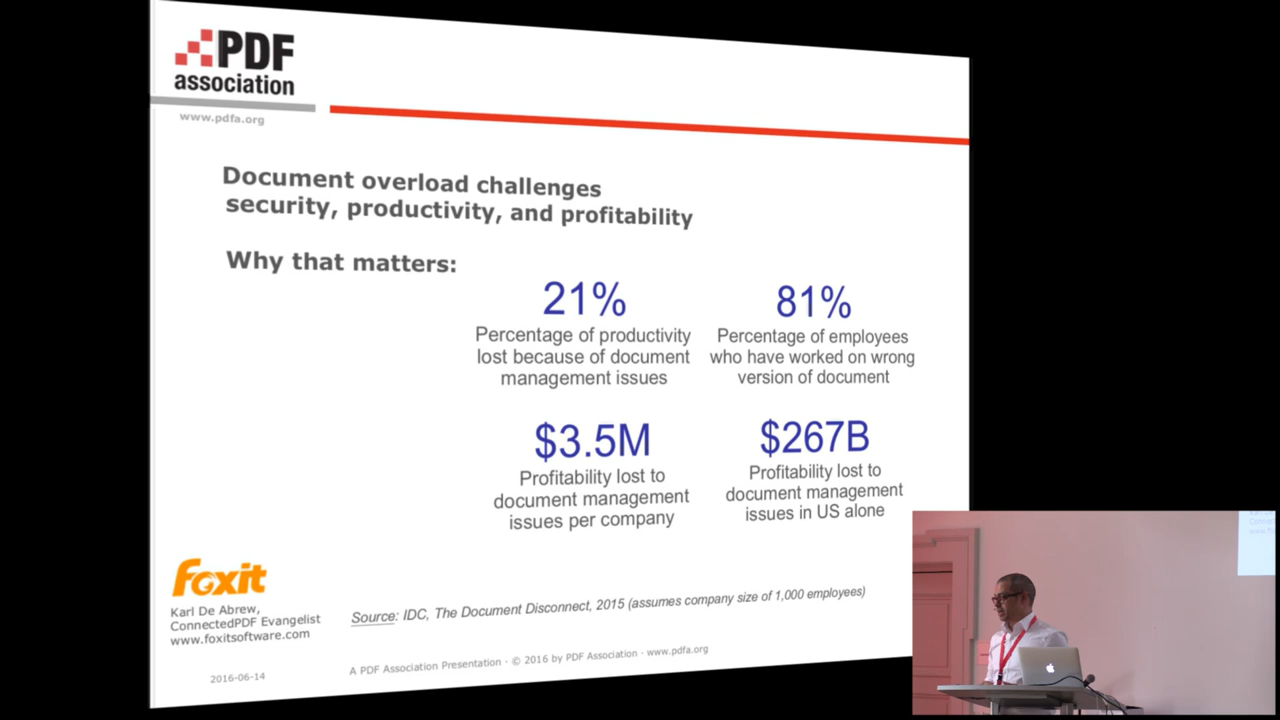 PDF
association
www.pdfa.org
Document overload challenges
security, productivity, and profitability
Why that matters:
21%
Percentage of productivity
lost because of document
management issues
81%
Percentage of employees
who have worked on wrong
version of document
$3.5M
Profitability lost to
document management
issues per company
$267B
Profitability lost to
document management
issues in US alone
foxit
Karl De Abrew,
ConnectedPDF Evangelist
www.foxitsoftware.com
Source: IDC, The Document Disconnect, 2015 (assumes company size of 1,000 employees)
2016-06-14
A PDF Association Presentation · © 2016 by PDF Association · www.pdfa.org